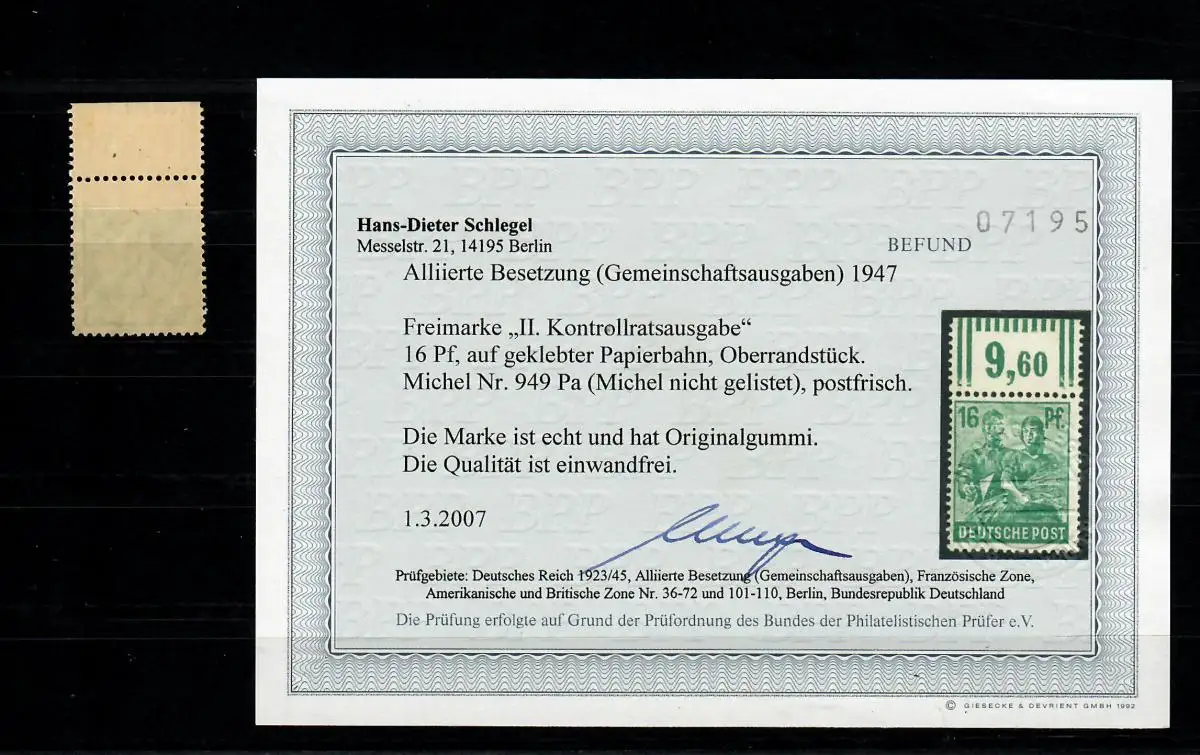 07195
Hans-Dieter Schlegel
Messelstr. 21, 14195 Berlin
BEFUND
Alliierte Besetzung (Gemeinschaftsausgaben) 1947
Freimarke „II. Kontrollratsausgabe“
16 Pf, auf geklebter Papierbahn, Oberrandstück.
Michel Nr. 949 Pa (Michel nicht gelistet), postfrisch.
9,60
16 Pf.
DEUTSCHE POST
Die Marke ist echt und hat Originalgummi.
Die Qualität ist einwandfrei.
1.3.2007
Prüfgebiete: Deutsches Reich 1923/45, Alliierte Besetzung (Gemeinschaftsausgaben), Französische Zone,
Amerikanische und Britische Zone Nr. 36-72 und 101-110, Berlin, Bundesrepublik Deutschland
Die Prüfung erfolgte auf Grund der Prüfordnung des Bundes der Philatelistischen Prüfer e.V.
© GIESECKE & DEVRIENT GMBH 1992